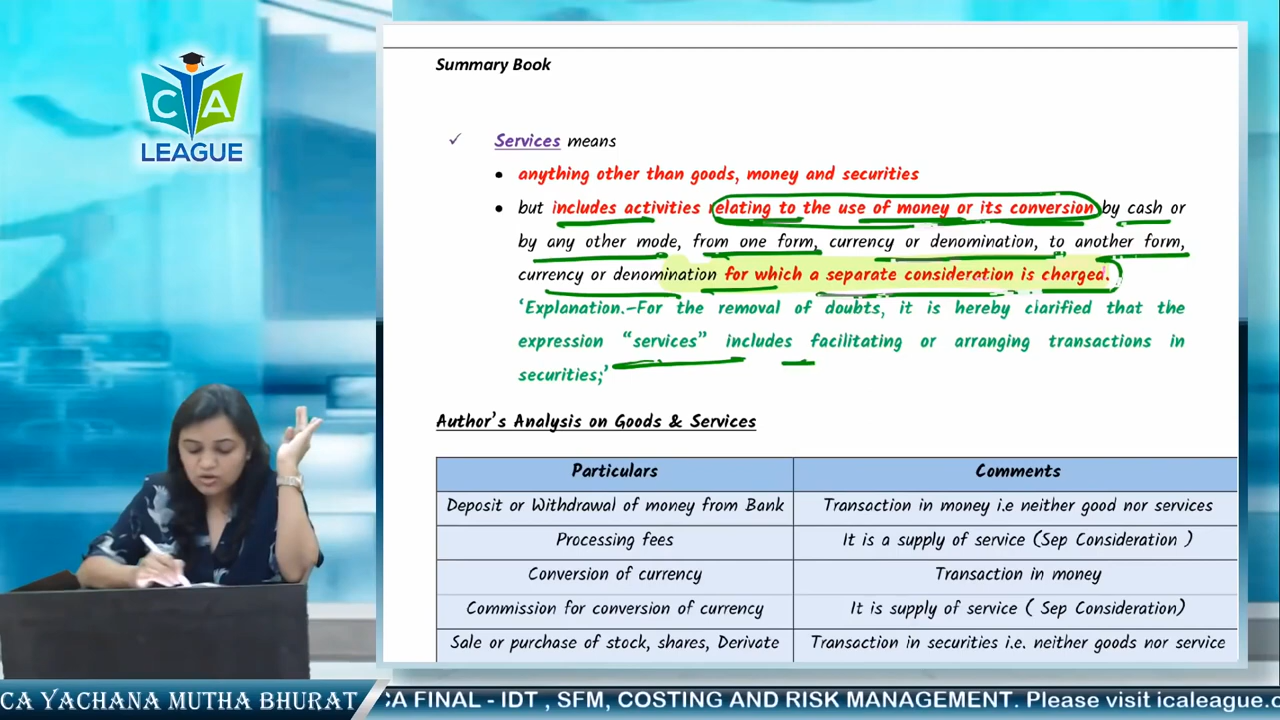 CA
LEAGUE
Summary Book
✓ Services means
• anything other than goods, money and securities
• but includes activities relating to the use of money or its conversion by cash or
by any other mode, from one form, currency or denomination, to another form,
currency or denomination for which a separate consideration is charged.
‘Explanation.–For the removal of doubts, it is hereby clarified that the
expression “services” includes facilitating or arranging transactions in
securities;’
Author’s Analysis on Goods & Services
Particulars Comments
Deposit or Withdrawal of money from Bank Transaction in money i.e neither good nor services
Processing fees It is a supply of service (Sep Consideration )
Conversion of currency Transaction in money
Commission for conversion of currency It is supply of service ( Sep Consideration)
Sale or purchase of stock, shares, Derivate Transaction in securities i.e. neither goods nor service
CA YACHANA MUTHA BHURAT
CA FINAL - IDT , SFM, COSTING AND RISK MANAGEMENT. Please visit icaleague.c